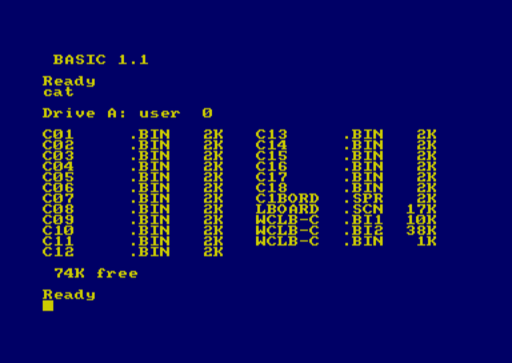 BASIC 1.1
Ready
cat
Drive A: user  0
C01     .BIN   2K   C13     .BIN   2K
C02     .BIN   2K   C14     .BIN   2K
C03     .BIN   2K   C15     .BIN   2K
C04     .BIN   2K   C16     .BIN   2K
C05     .BIN   2K   C17     .BIN   2K
C06     .BIN   2K   C18     .BIN   2K
C07     .BIN   2K   C1BORD  .SPR   2K
C08     .BIN   2K   LBOARD  .SCN  17K
C09     .BIN   2K   WCLB-C  .BI1  10K
C10     .BIN   2K   WCLB-C  .BI2  38K
C11     .BIN   2K   WCLB-C  .BIN   1K
C12     .BIN   2K
74K free
Ready